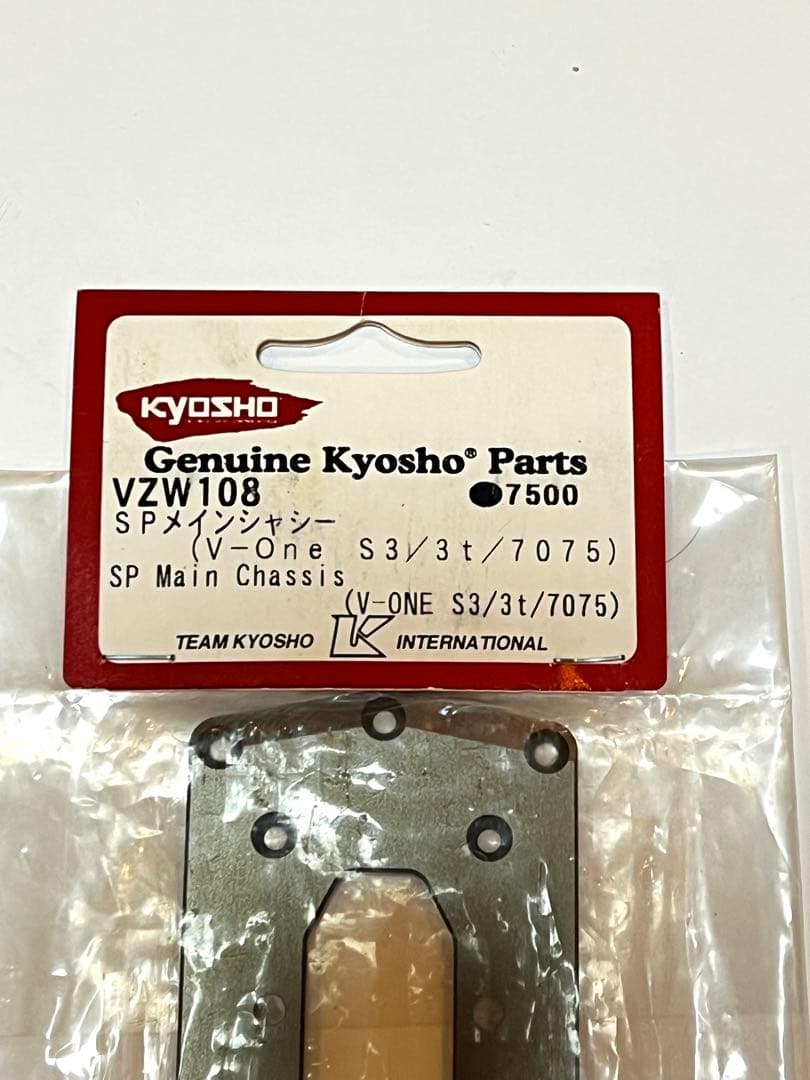 KYOSHO
Genuine Kyosho® Parts
VZW108 ●7500
SPメインシャシー
(V−One S3/3t/7075)
SP Main Chassis
(V-ONE S3/3t/7075)
TEAM KYOSHO K INTERNATIONAL